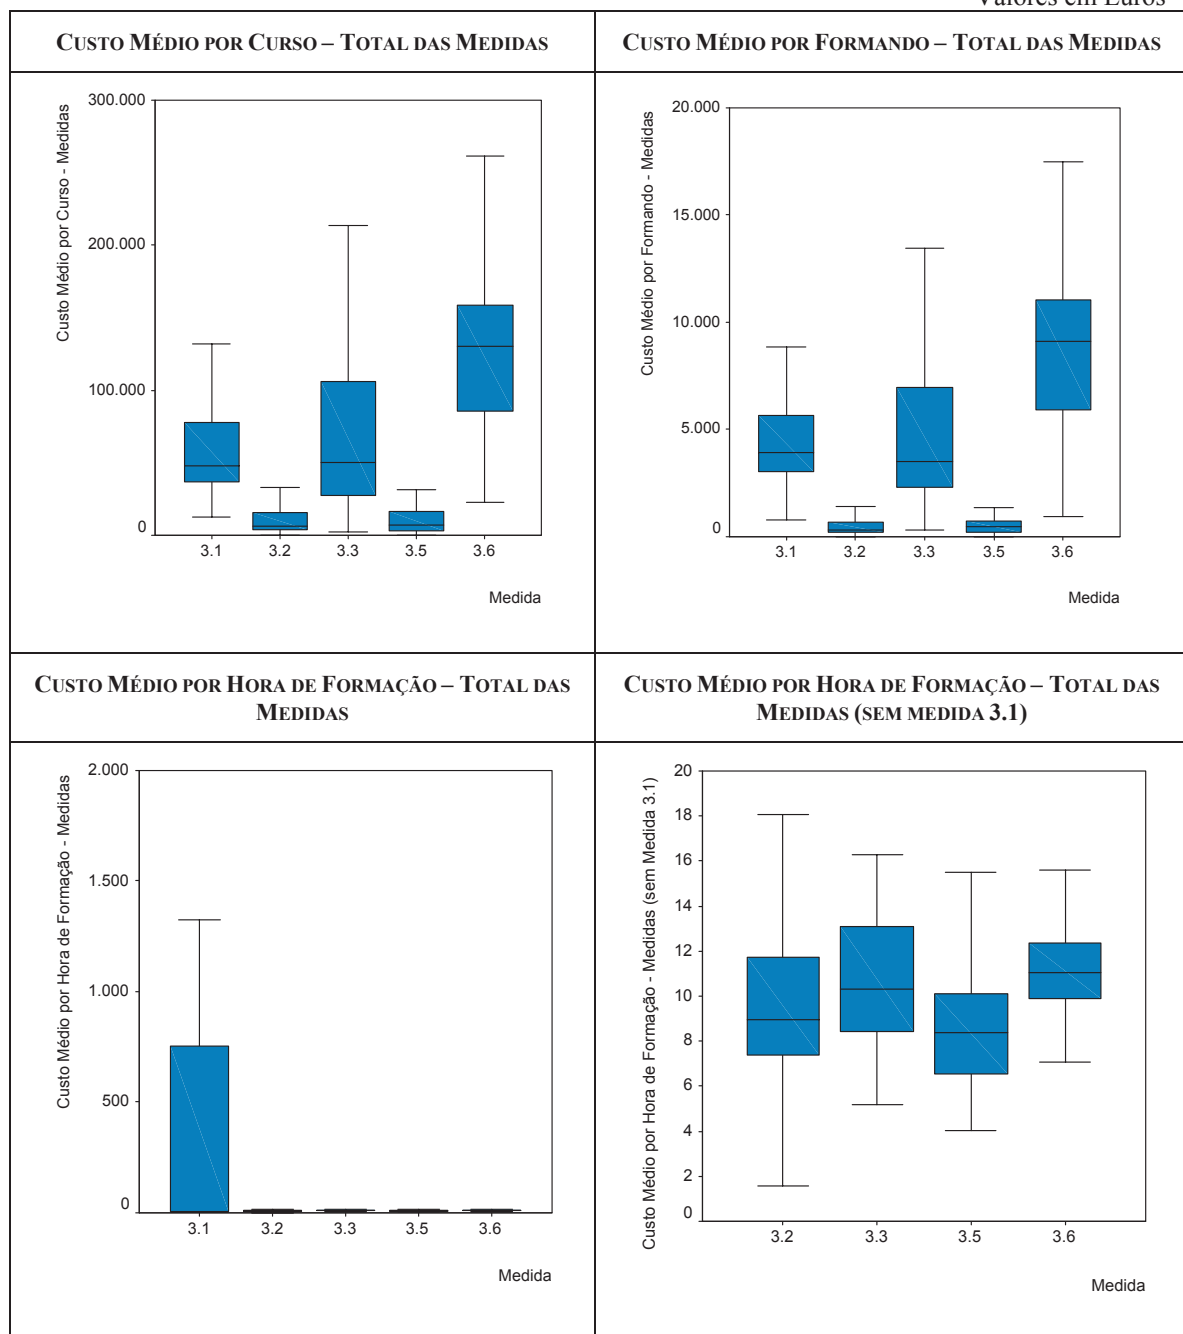 Valores em Euros
CUSTO MÉDIO POR CURSO – TOTAL DAS MEDIDAS
CUSTO MÉDIO POR FORMANDO – TOTAL DAS MEDIDAS
Custo Médio por Curso - Medidas
300.000
200.000
100.000
0
3.1 3.2 3.3 3.5 3.6
Medida
Custo Médio por Formando - Medidas
20.000
15.000
10.000
5.000
0
3.1 3.2 3.3 3.5 3.6
Medida
CUSTO MÉDIO POR HORA DE FORMAÇÃO – TOTAL DAS
MEDIDAS
CUSTO MÉDIO POR HORA DE FORMAÇÃO – TOTAL DAS
MEDIDAS (SEM MEDIDA 3.1)
Custo Médio por Hora de Formação - Medidas
2.000
1.500
1.000
500
0
3.1 3.2 3.3 3.5 3.6
Medida
Custo Médio por Hora de Formação - Medidas (sem Medida 3.1)
20
18
16
14
12
10
8
6
4
2
0
3.2 3.3 3.5 3.6
Medida